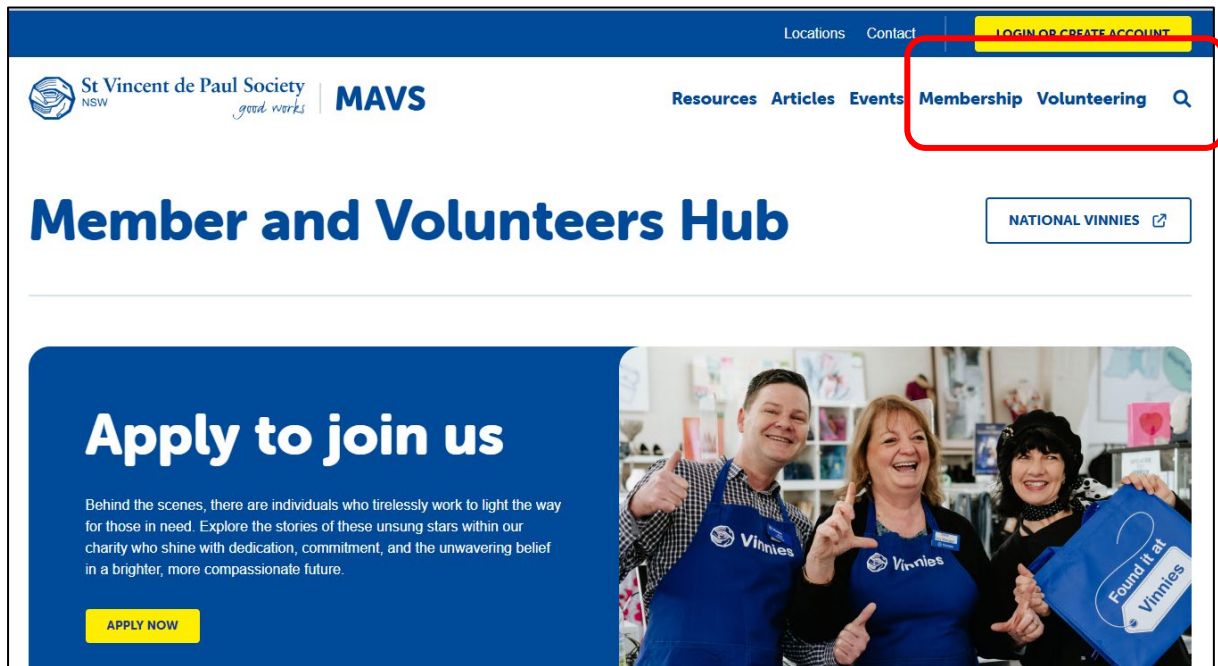 Locations Contact LOGIN OR CREATE ACCOUNT
St Vincent de Paul Society
NSW good works
MAVS
Resources Articles Events Membership Volunteering
Member and Volunteers Hub
NATIONAL VINNIES
Apply to join us
Behind the scenes, there are individuals who tirelessly work to light the way
for those in need. Explore the stories of these unsung stars within our
charity who shine with dedication, commitment, and the unwavering belief
in a brighter, more compassionate future.
APPLY NOW
Vinnies
Vinnies
Found it at
Vinnies